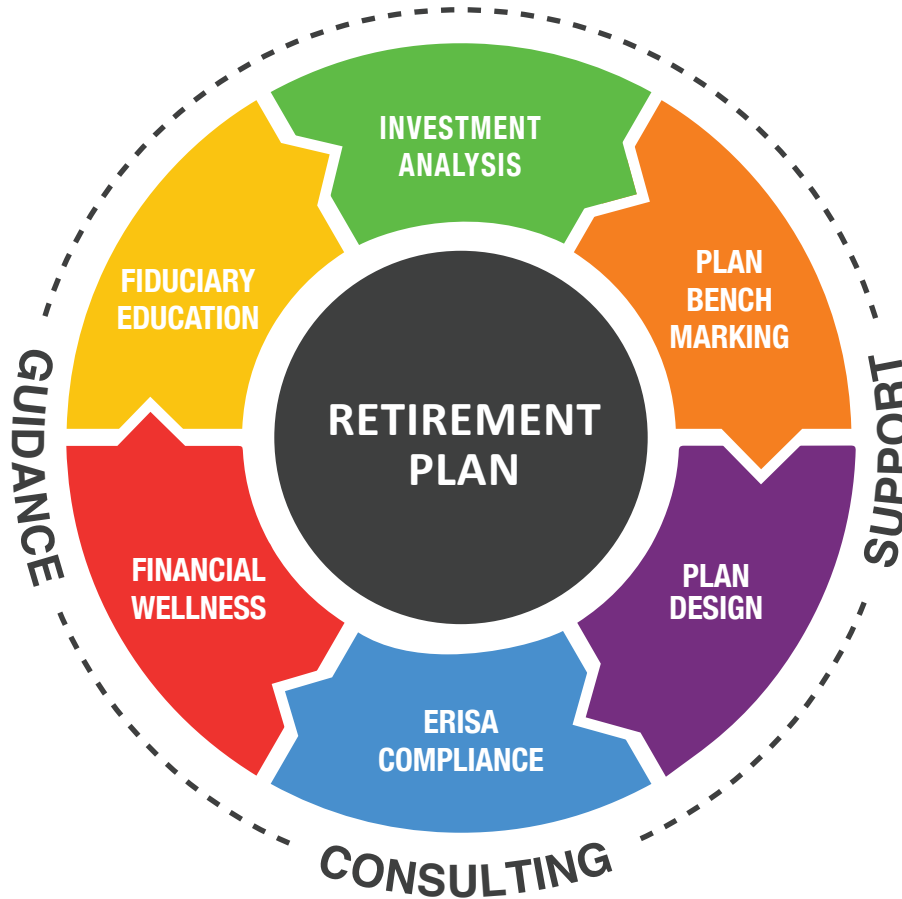 INVESTMENT
ANALYSIS
PLAN
BENCH
MARKING
PLAN
DESIGN
ERISA
COMPLIANCE
FINANCIAL
WELLNESS
FIDUCIARY
EDUCATION
RETIREMENT
PLAN
GUIDANCE
SUPPORT
CONSULTING